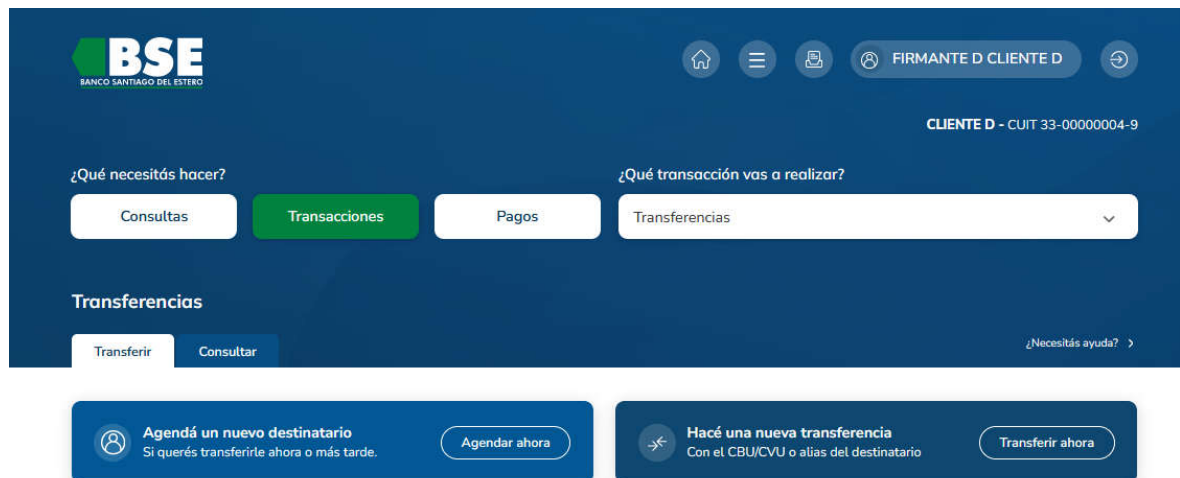 BSE
BANCO SANTIAGO DEL ESTERO
FIRMANTE D CLIENTE D
CLIENTE D - CUIT 33-00000004-9
¿Qué necesitás hacer?
¿Qué transacción vas a realizar?
Consultas
Transacciones
Pagos
Transferencias
Transferencias
Transferir
Consultar
¿Necesitás ayuda?
Agendá un nuevo destinatario
Si querés transferirle ahora o más tarde.
Agendar ahora
Hacé una nueva transferencia
Con el CBU/CVU o alias del destinatario
Transferir ahora